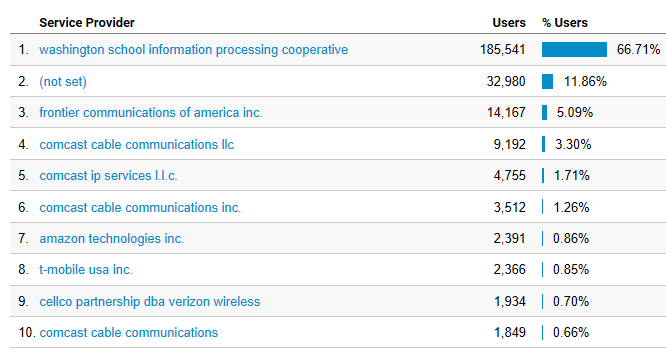 Service Provider Users % Users
1. washington school information processing cooperative 185,541 66.71%
2. (not set) 32,980 11.86%
3. frontier communications of america inc. 14,167 5.09%
4. comcast cable communications llc 9,192 3.30%
5. comcast ip services l.l.c. 4,755 1.71%
6. comcast cable communications inc. 3,512 1.26%
7. amazon technologies inc. 2,391 0.86%
8. t-mobile usa inc. 2,366 0.85%
9. cellco partnership dba verizon wireless 1,934 0.70%
10. comcast cable communications 1,849 0.66%